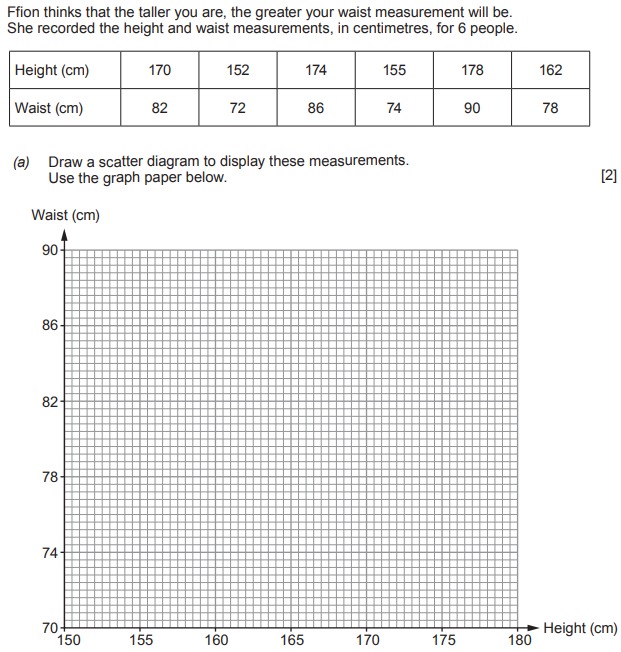 Ffion thinks that the taller you are, the greater your waist measurement will be.
She recorded the height and waist measurements, in centimetres, for 6 people.
Height (cm) 170 152 174 155 178 162
Waist (cm) 82 72 86 74 90 78
(a) Draw a scatter diagram to display these measurements.
Use the graph paper below. [2]
Waist (cm)
90
86
82
78
74
70
150 155 160 165 170 175 180 Height (cm)